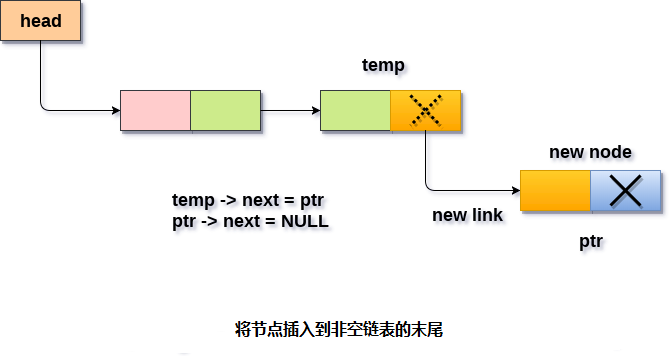 head
temp
new node
temp -> next = ptr
ptr -> next = NULL
new link
ptr
将节点插入到非空链表的末尾